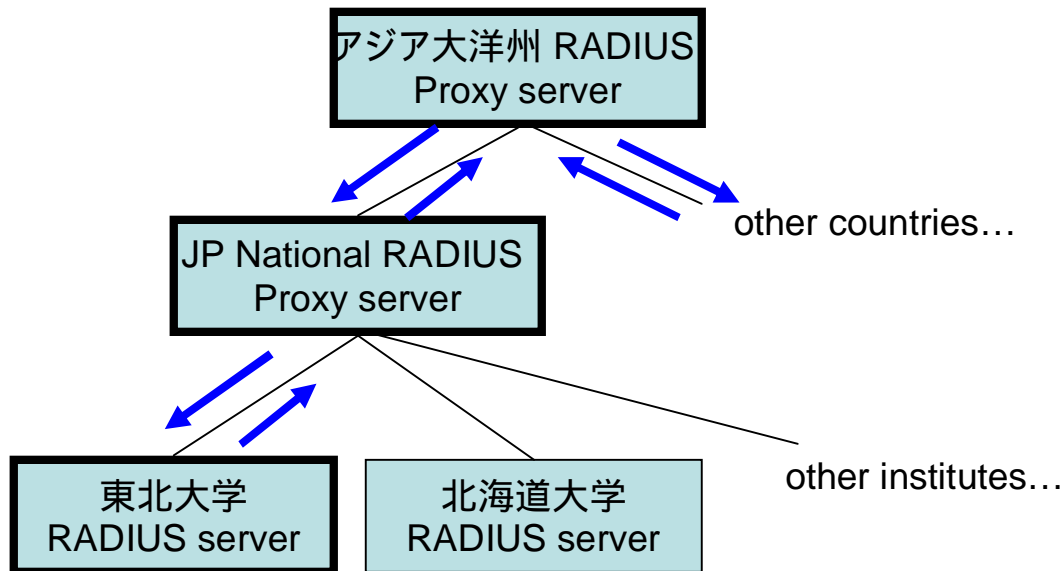 アジア大洋州 RADIUS
Proxy server
other countries…
JP National RADIUS
Proxy server
other institutes…
東北大学
RADIUS server
北海道大学
RADIUS server